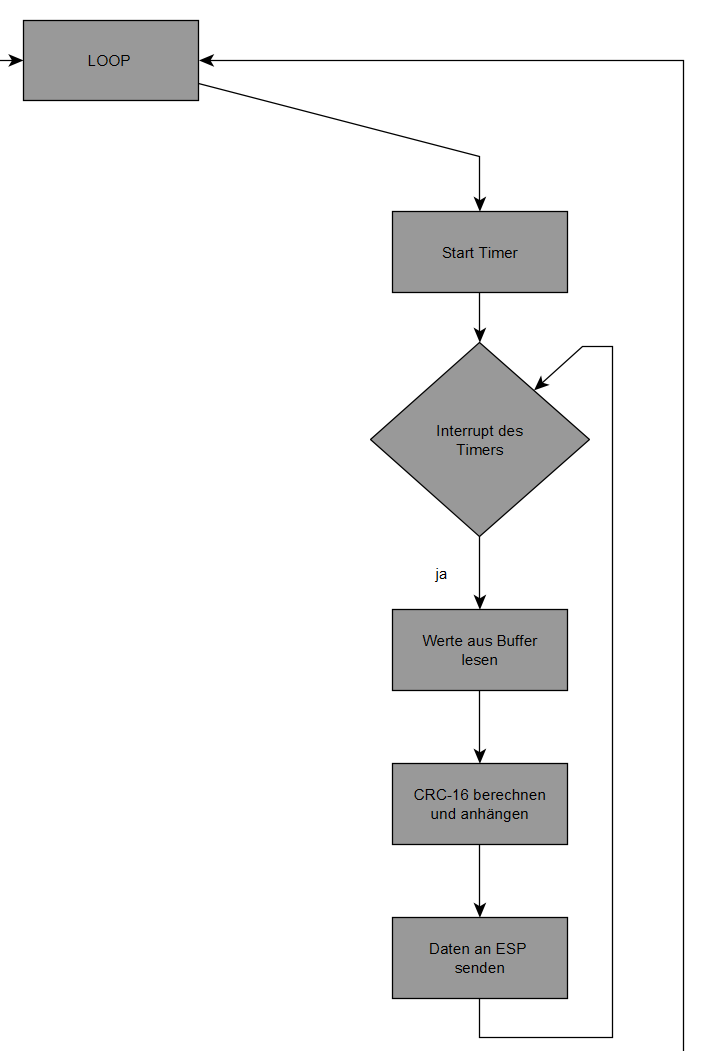 LOOP
Start Timer
Interrupt des
Timers
ja
Werte aus Buffer
lesen
CRC-16 berechnen
und anhängen
Daten an ESP
senden